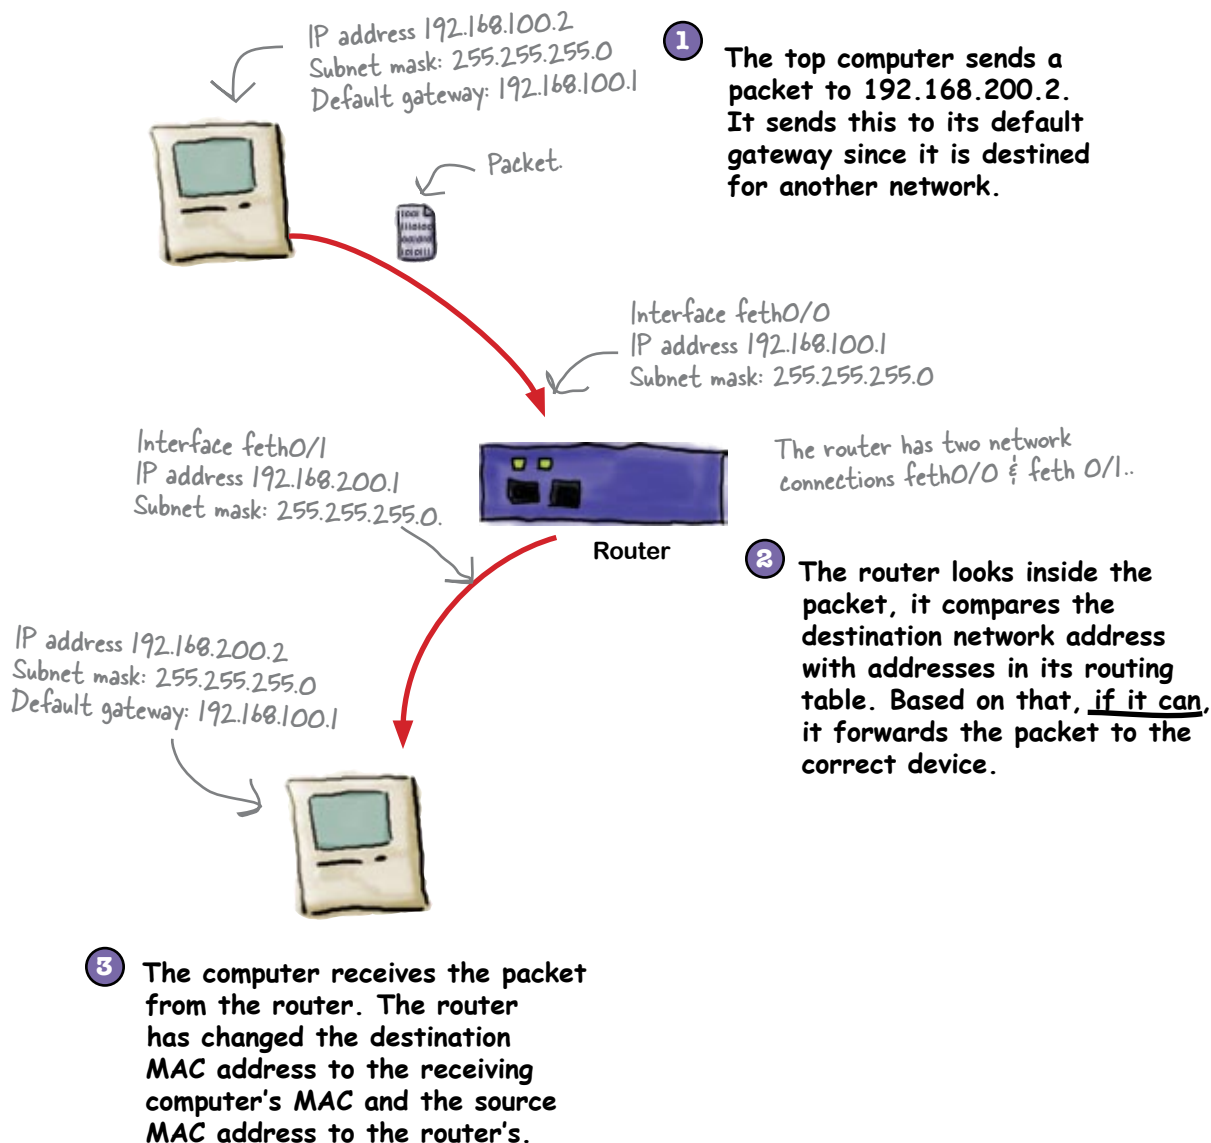 IP address 192.168.100.2
Subnet mask: 255.255.255.0
Default gateway: 192.168.100.1
1
The top computer sends a
packet to 192.168.200.2.
It sends this to its default
gateway since it is destined
for another network.
Packet.
1001
111010
001010
101011
Interface feth0/0
IP address 192.168.100.1
Subnet mask: 255.255.255.0
Interface feth0/1
IP address 192.168.200.1
Subnet mask: 255.255.255.0.
The router has two network
connections feth0/0 & feth 0/1..
Router
2
The router looks inside the
packet, it compares the
destination network address
with addresses in its routing
table. Based on that, if it can,
it forwards the packet to the
correct device.
IP address 192.168.200.2
Subnet mask: 255.255.255.0
Default gateway: 192.168.100.1
3
The computer receives the packet
from the router. The router
has changed the destination
MAC address to the receiving
computer's MAC and the source
MAC address to the router's.